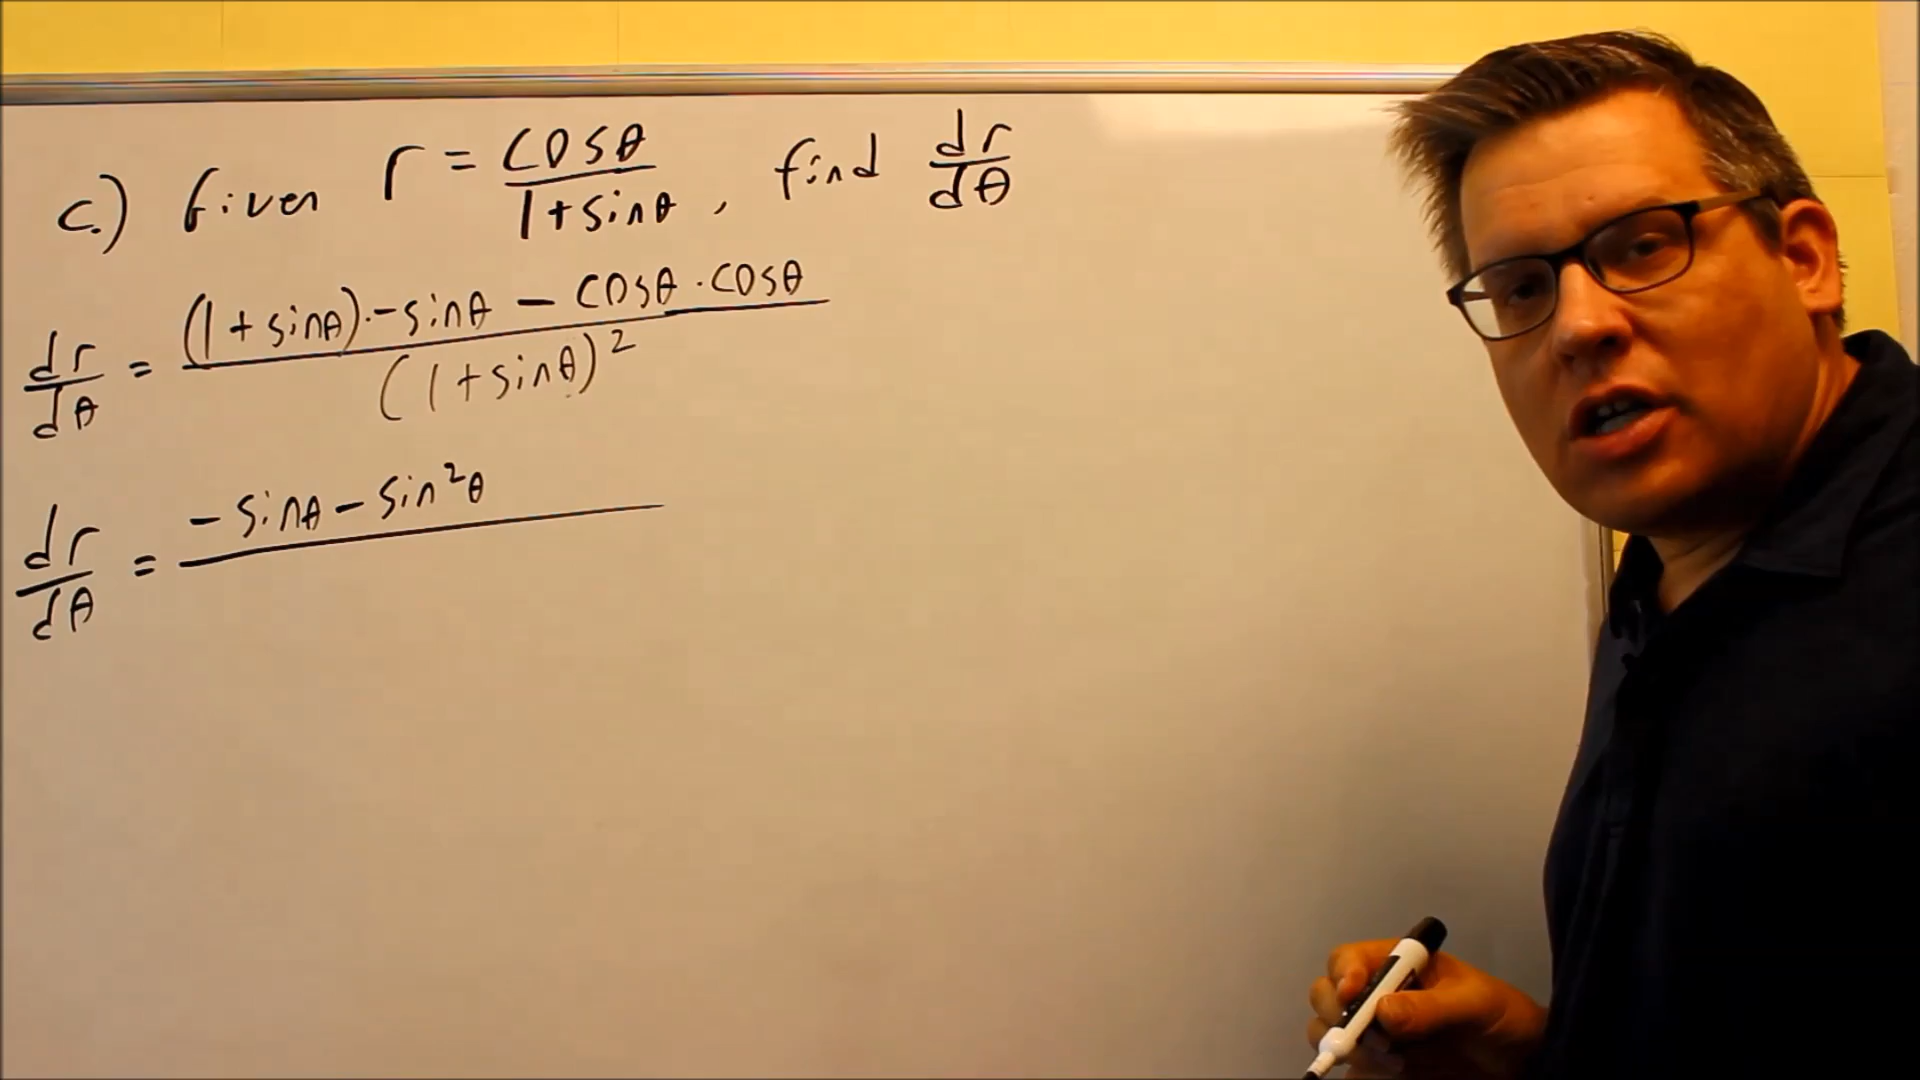 c.) Given r = cosθ / 1+sinθ , find dr/dθ
dr/dθ = (1+sinθ)·-sinθ - cosθ·cosθ / (1+sinθ)²
dr/dθ = -sinθ - sin²θ /